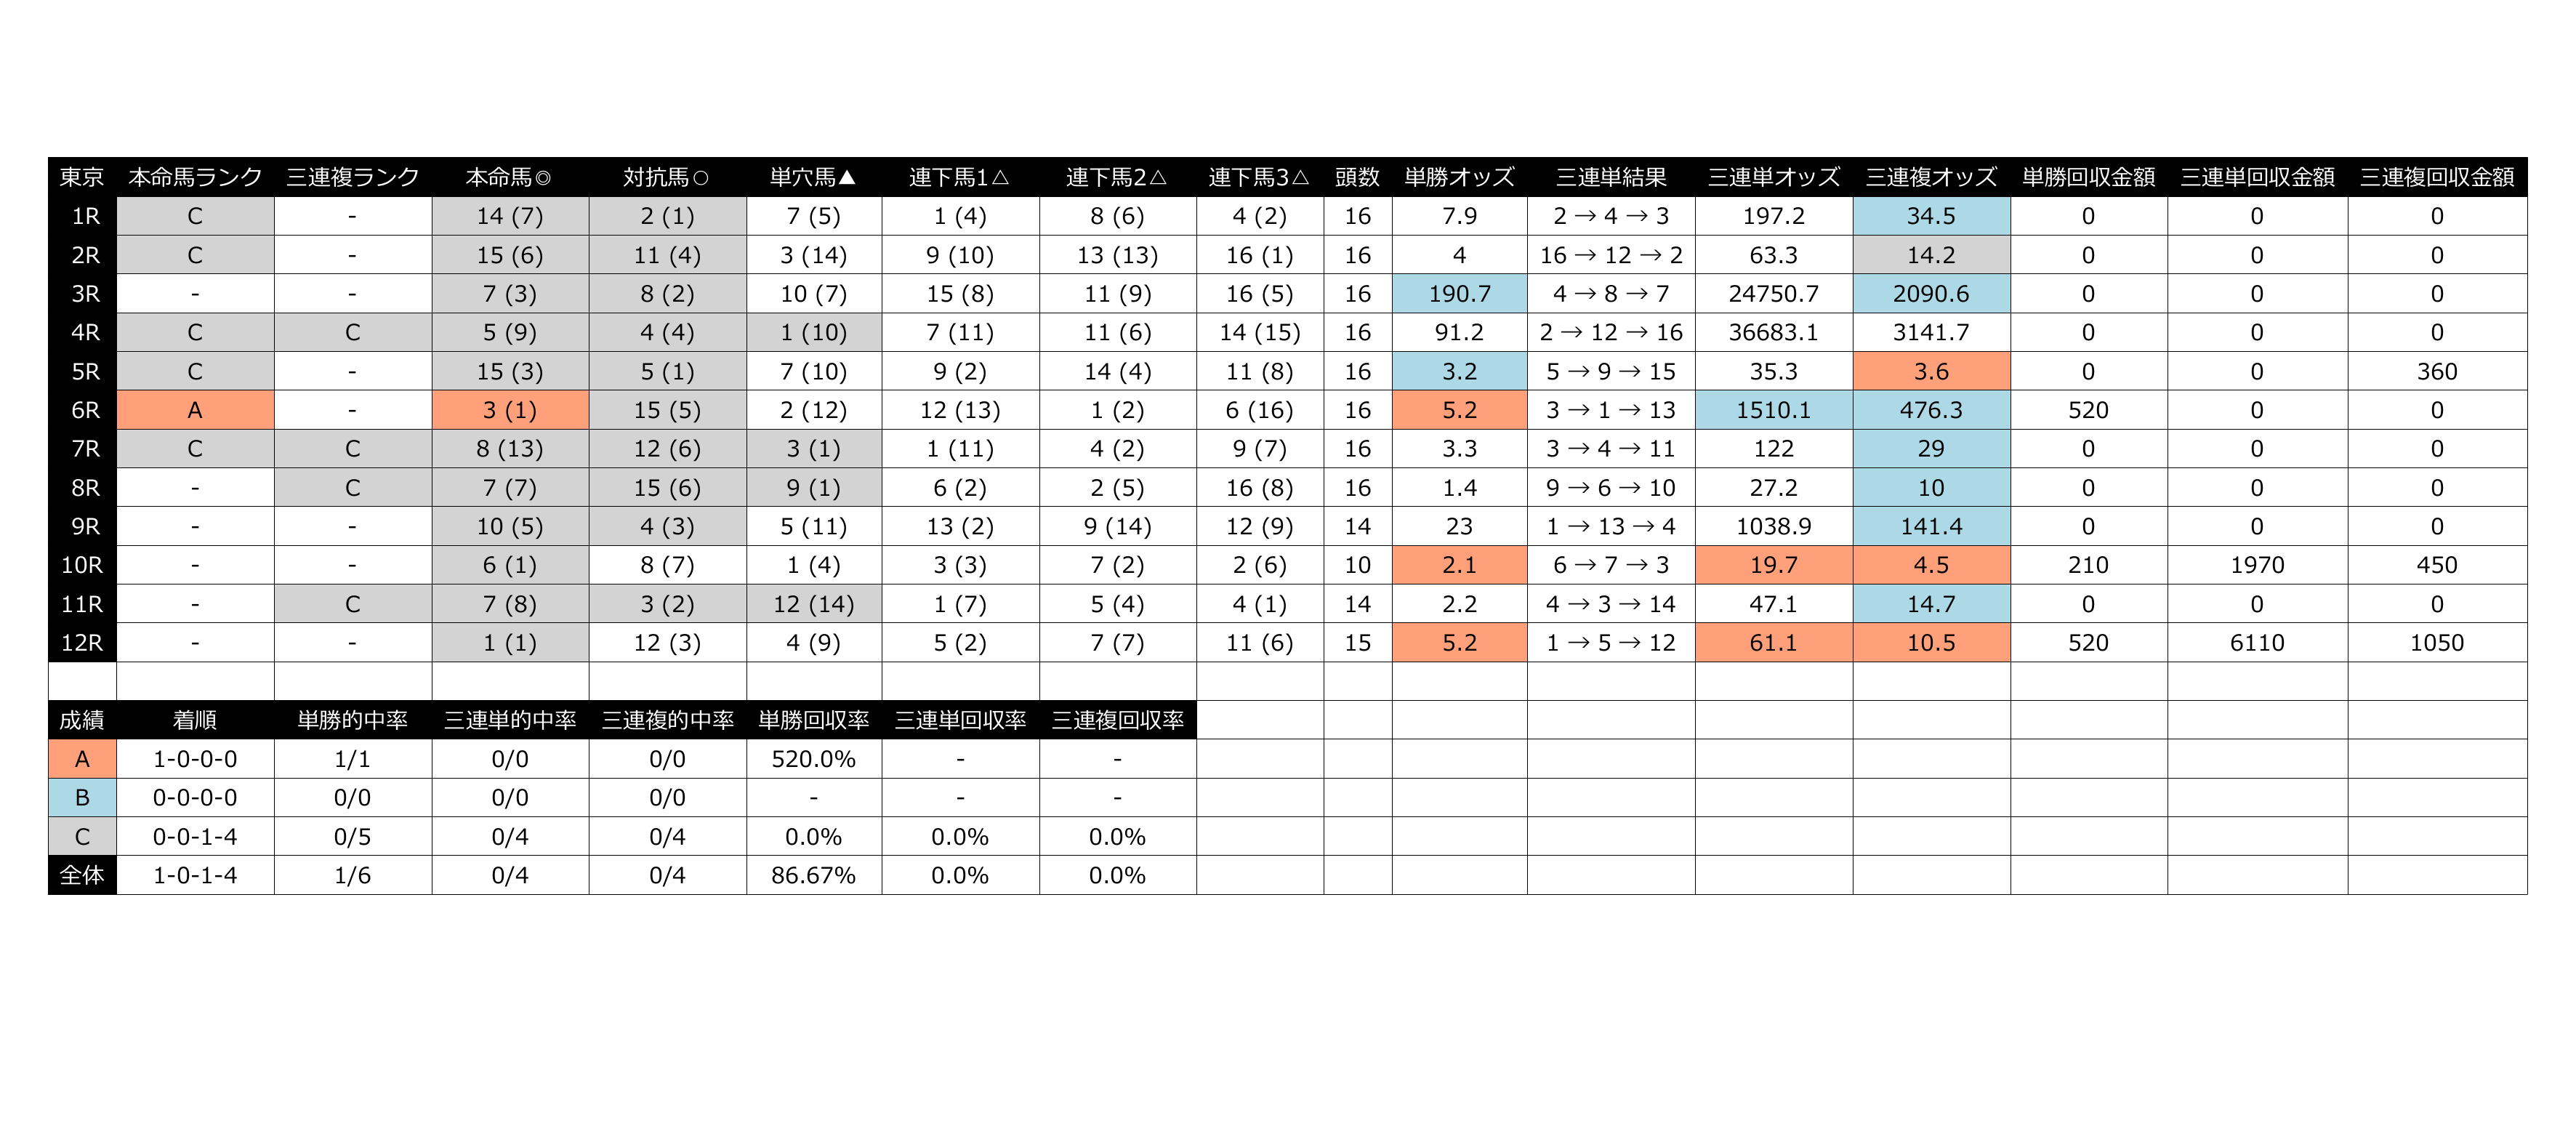 東京 本命馬ランク 三連複ランク 本命馬◎ 対抗馬○ 単穴馬▲ 連下馬1△ 連下馬2△ 連下馬3△ 頭数 単勝オッズ 三連単結果 三連単オッズ 三連複オッズ 単勝回収金額 三連単回収金額 三連複回収金額
1R C - 14 (7) 2 (1) 7 (5) 1 (4) 8 (6) 4 (2) 16 7.9 2 → 4 → 3 197.2 34.5 0 0 0
2R C - 15 (6) 11 (4) 3 (14) 9 (10) 13 (13) 16 (1) 16 4 16 → 12 → 2 63.3 14.2 0 0 0
3R - - 7 (3) 8 (2) 10 (7) 15 (8) 11 (9) 16 (5) 16 190.7 4 → 8 → 7 24750.7 2090.6 0 0 0
4R C C 5 (9) 4 (4) 1 (10) 7 (11) 11 (6) 14 (15) 16 91.2 2 → 12 → 16 36683.1 3141.7 0 0 0
5R C - 15 (3) 5 (1) 7 (10) 9 (2) 14 (4) 11 (8) 16 3.2 5 → 9 → 15 35.3 3.6 0 0 360
6R A - 3 (1) 15 (5) 2 (12) 12 (13) 1 (2) 6 (16) 16 5.2 3 → 1 → 13 1510.1 476.3 520 0 0
7R C C 8 (13) 12 (6) 3 (1) 1 (11) 4 (2) 9 (7) 16 3.3 3 → 4 → 11 122 29 0 0 0
8R - C 7 (7) 15 (6) 9 (1) 6 (2) 2 (5) 16 (8) 16 1.4 9 → 6 → 10 27.2 10 0 0 0
9R - - 10 (5) 4 (3) 5 (11) 13 (2) 9 (14) 12 (9) 14 23 1 → 13 → 4 1038.9 141.4 0 0 0
10R - - 6 (1) 8 (7) 1 (4) 3 (3) 7 (2) 2 (6) 10 2.1 6 → 7 → 3 19.7 4.5 210 1970 450
11R - C 7 (8) 3 (2) 12 (14) 1 (7) 5 (4) 4 (1) 14 2.2 4 → 3 → 14 47.1 14.7 0 0 0
12R - - 1 (1) 12 (3) 4 (9) 5 (2) 7 (7) 11 (6) 15 5.2 1 → 5 → 12 61.1 10.5 520 6110 1050
成績 着順 単勝的中率 三連単的中率 三連複的中率 単勝回収率 三連単回収率 三連複回収率
A 1-0-0-0 1/1 0/0 0/0 520.0% - -
B 0-0-0-0 0/0 0/0 0/0 - - -
C 0-0-1-4 0/5 0/4 0/4 0.0% 0.0% 0.0%
全体 1-0-1-4 1/6 0/4 0/4 86.67% 0.0% 0.0%